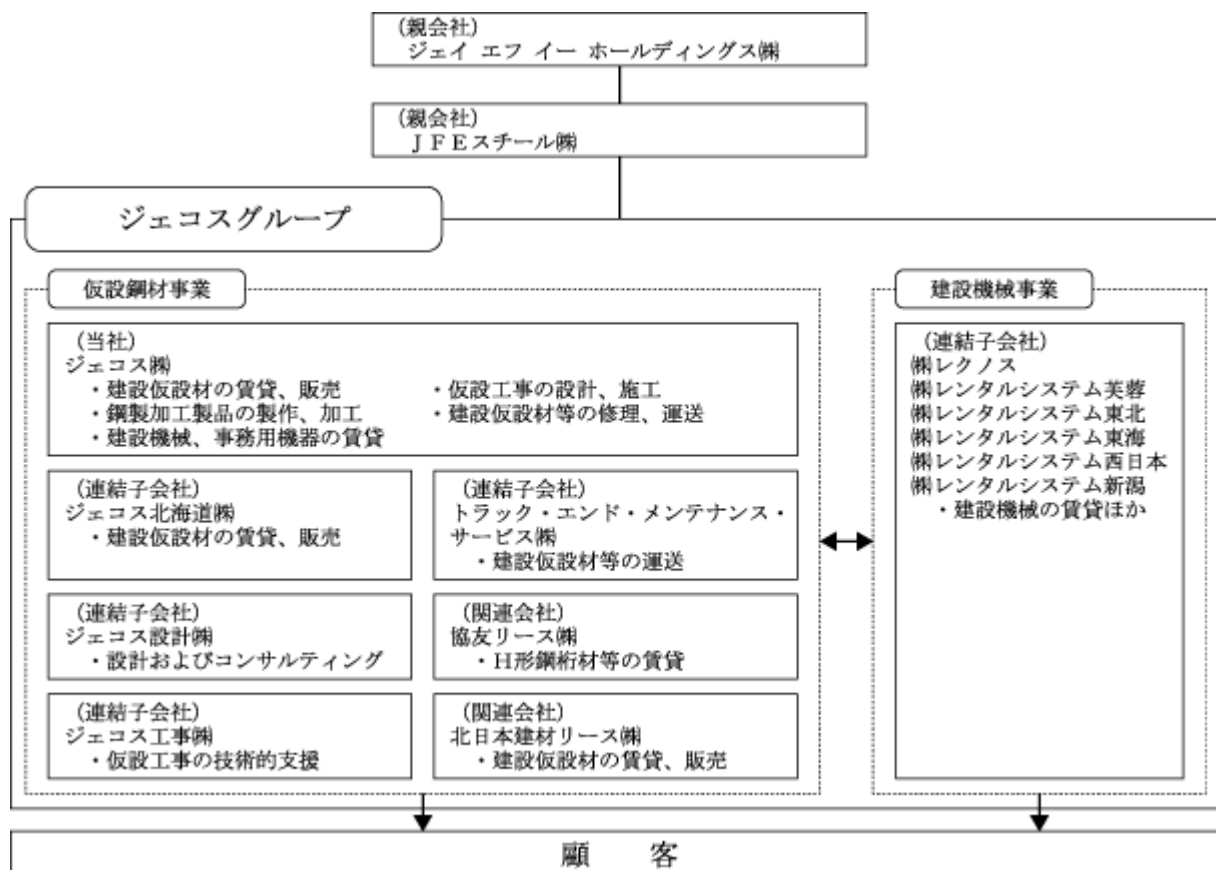 (親会社)
ジェイ エフ イー ホールディングス㈱
(親会社)
ＪＦＥスチール㈱
ジェコスグループ
仮設鋼材事業
(当社)
ジェコス㈱
・建設仮設材の賃貸、販売
・仮設工事の設計、施工
・鋼製加工製品の製作、加工
・建設仮設材等の修理、運送
・建設機械、事務用機器の賃貸
(連結子会社)
ジェコス北海道㈱
・建設仮設材の賃貸、販売
(連結子会社)
トラック・エンド・メンテナンス・
サービス㈱
・建設仮設材等の運送
(連結子会社)
ジェコス設計㈱
・設計およびコンサルティング
(関連会社)
協友リース㈱
・Ｈ形鋼桁材等の賃貸
(連結子会社)
ジェコス工事㈱
・仮設工事の技術的支援
(関連会社)
北日本建材リース㈱
・建設仮設材の賃貸、販売
建設機械事業
(連結子会社)
㈱レクノス
㈱レンタルシステム芙蓉
㈱レンタルシステム東北
㈱レンタルシステム東海
㈱レンタルシステム西日本
㈱レンタルシステム新潟
・建設機械の賃貸ほか
顧　客